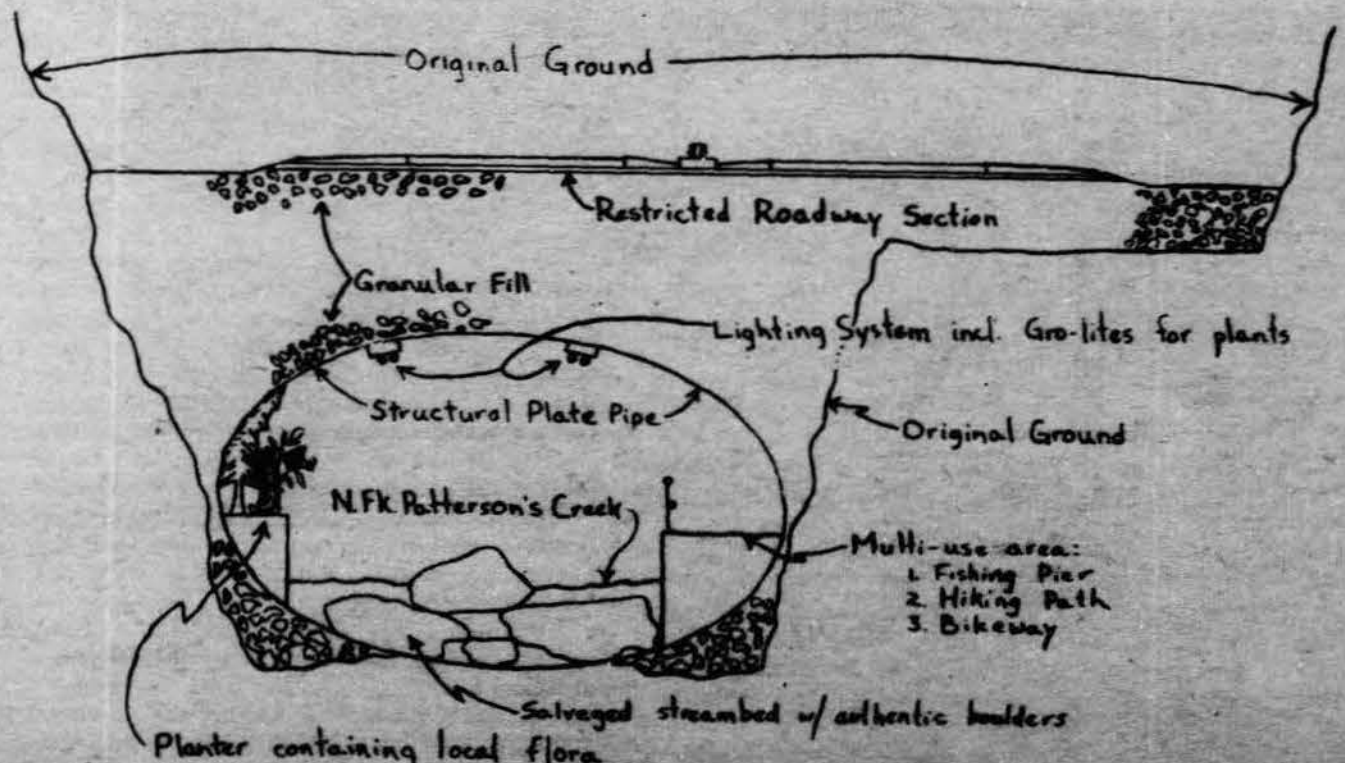 Original Ground
Restricted Roadway Section
Granular Fill
Lighting System incl. Gro-lites for plants
Structural Plate Pipe
Original Ground
N. Fk. Patterson's Creek
Multi-use area:
1. Fishing Pier
2. Hiking Path
3. Bikeway
Salvaged streambed w/ authentic boulders
Planter containing local flora